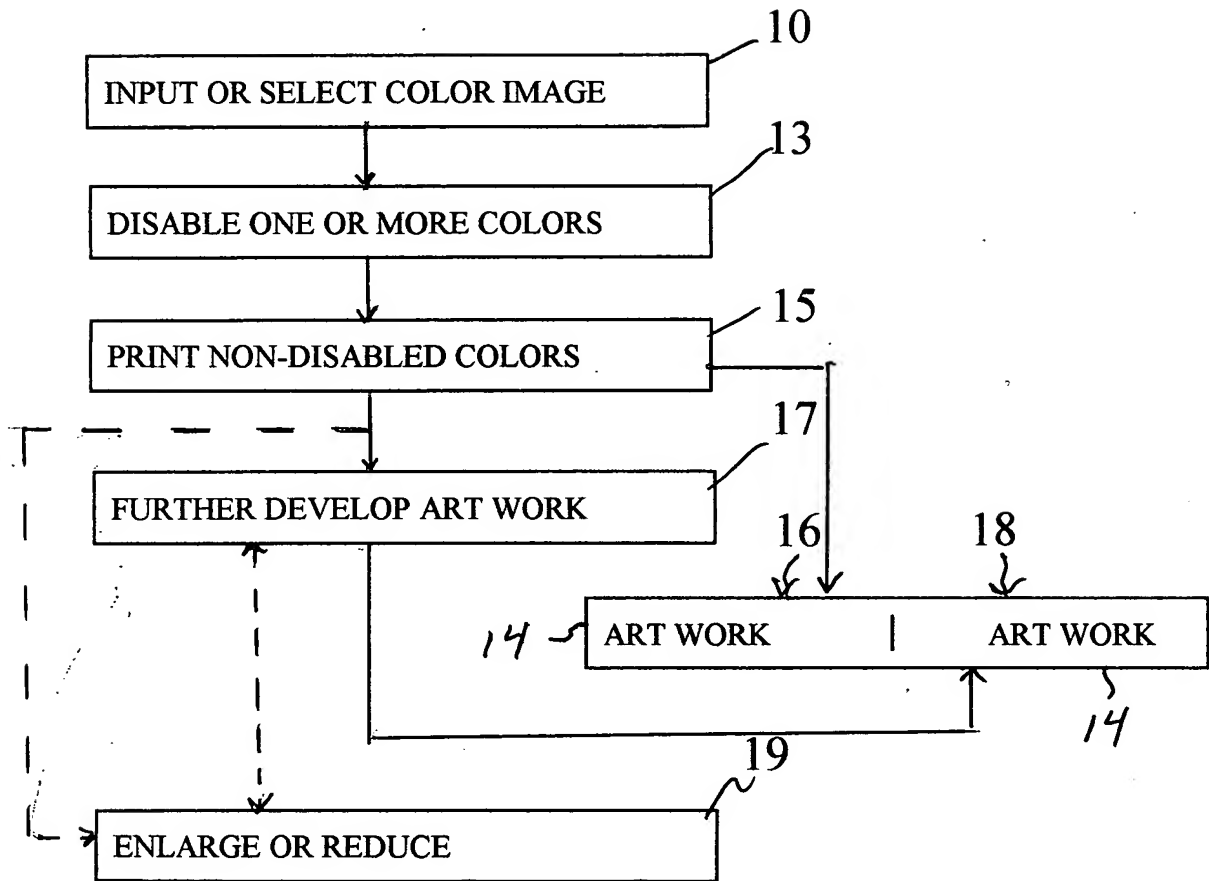 10
INPUT OR SELECT COLOR IMAGE
13
DISABLE ONE OR MORE COLORS
15
PRINT NON-DISABLED COLORS
17
FURTHER DEVELOP ART WORK
16 18
14 ART WORK | ART WORK
14
19
ENLARGE OR REDUCE